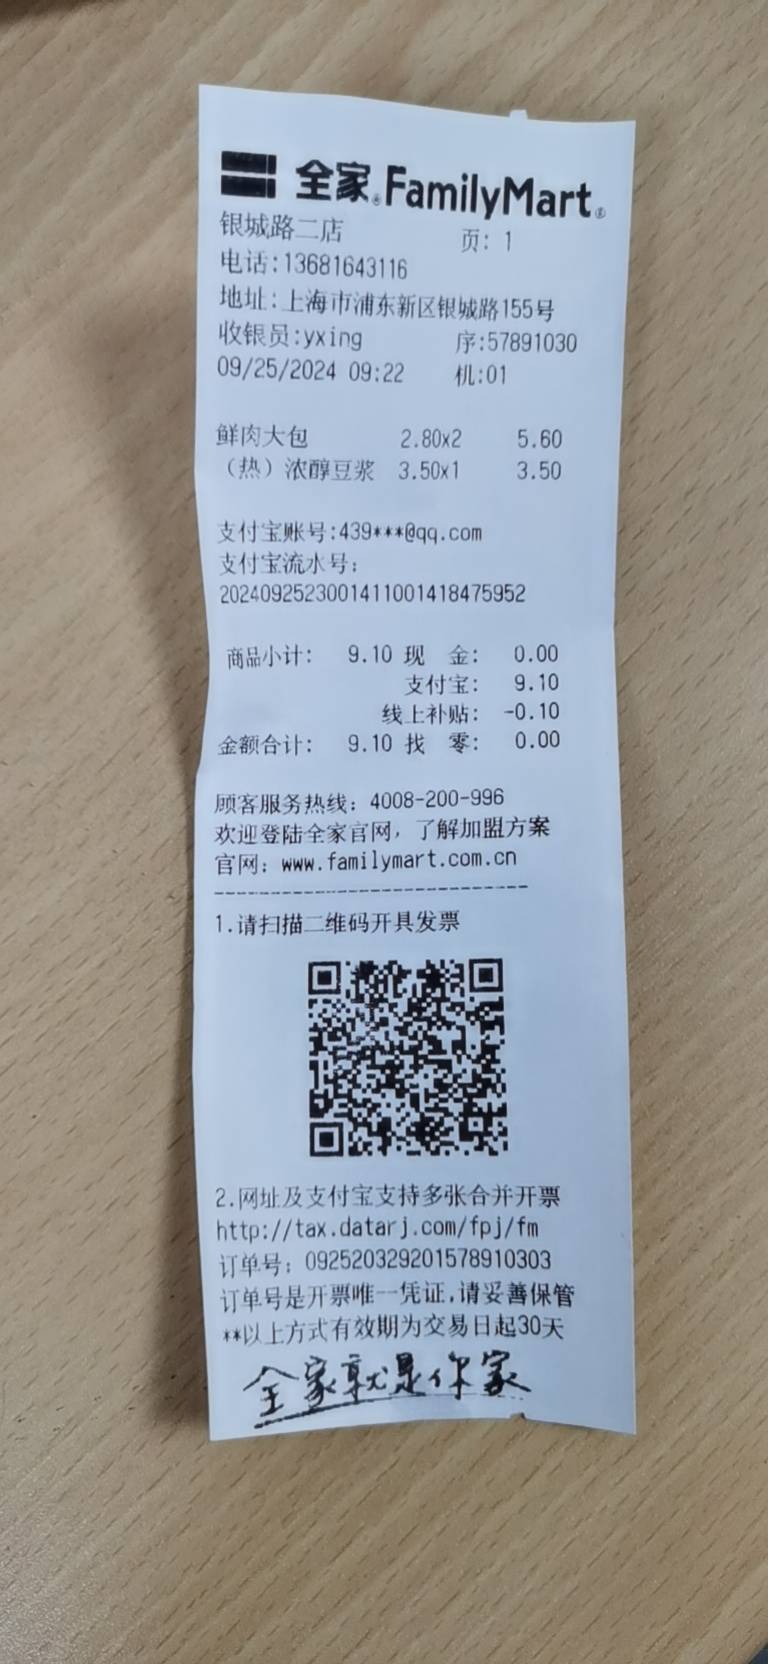 全家 FamilyMart
银城路二店 页: 1
电话:13681643116
地址:上海市浦东新区银城路155号
收银员:yxing 序:57891030
09/25/2024 09:22 机:01
鲜肉大包 2.80x2 5.60
（热）浓醇豆浆 3.50x1 3.50
支付宝账号:439***@qq.com
支付宝流水号：
2024092523001411001418475952
商品小计： 9.10 现 金： 0.00
支付宝： 9.10
线上补贴： -0.10
金额合计： 9.10 找 零： 0.00
顾客服务热线：4008-200-996
欢迎登陆全家官网，了解加盟方案
官网：www.familymart.com.cn
------------------------------
1.请扫描二维码开具发票
2.网址及支付宝支持多张合并开票
http://tax.datarj.com/fpj/fm
订单号：0925203292015789103​03
订单号是开票唯一凭证,请妥善保管
**以上方式有效期为交易日起30天
全家就是你家